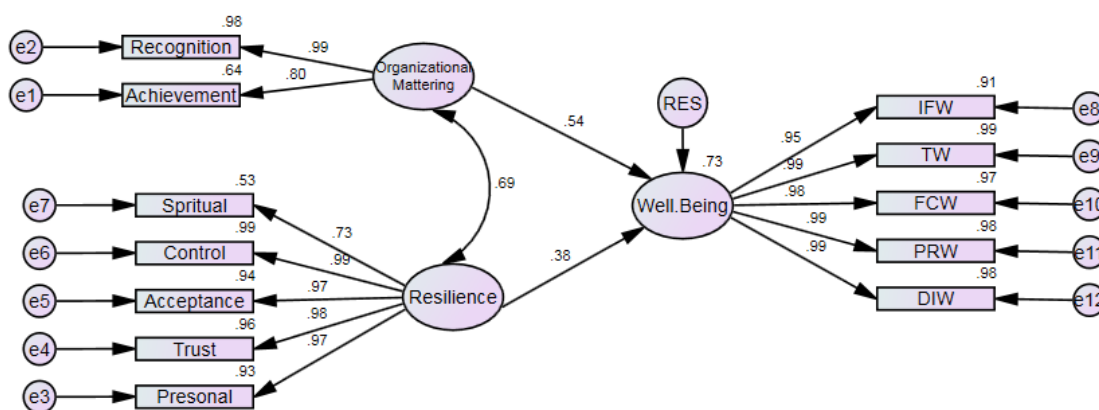 .98
e2
Recognition
.99
.64
.80
e1
Achievement
Organizational
Mattering
RES
.54
.91
IFW
e8
.95
.99
TW
e9
.99
.73
.97
FCW
e10
.98
Well.Being
.98
PRW
e11
.99
.98
DIW
e12
.99
.69
.38
.53
e7
Spritual
.73
.99
e6
Control
.99
.94
e5
Acceptance
.97
Resilience
.96
e4
Trust
.98
.93
e3
Presonal
.97